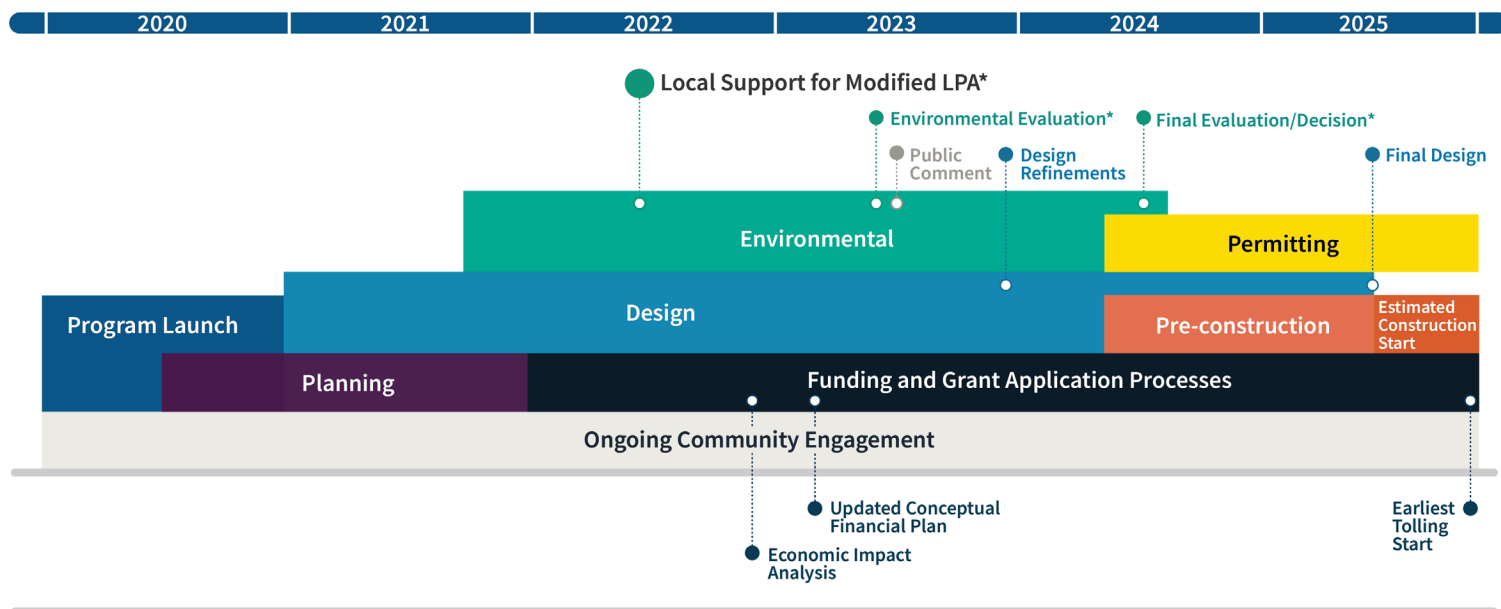 2020 2021 2022 2023 2024 2025
Local Support for Modified LPA*
Environmental Evaluation*
Final Evaluation/Decision*
Public
Comment
Design
Refinements
Final Design
Environmental
Permitting
Design
Program Launch
Pre-construction
Estimated
Construction
Start
Planning
Funding and Grant Application Processes
Ongoing Community Engagement
Updated Conceptual
Financial Plan
Economic Impact
Analysis
Earliest
Tolling
Start